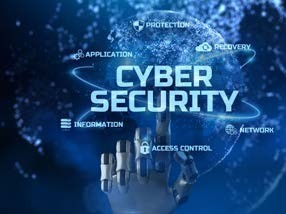 PROTECTION
RECOVERY
APPLICATION
CYBER
SECURITY
INFORMATION
NETWORK
ACCESS CONTROL